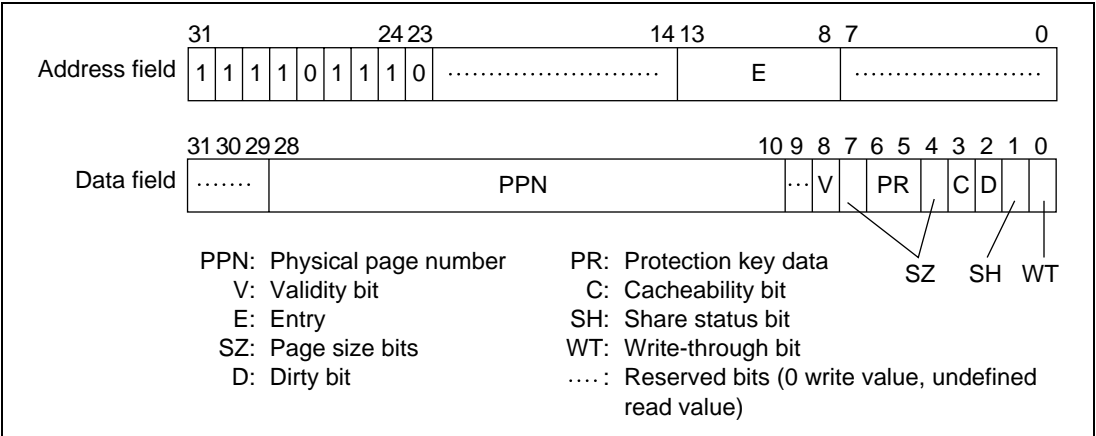 31 24 23 14 13 8 7 0
Address field 1 1 1 1 0 1 1 1 0 ........................ E ......................
31 30 29 28 10 9 8 7 6 5 4 3 2 1 0
Data field ....... PPN ... V PR C D
SZ SH WT
PPN: Physical page number PR: Protection key data
V: Validity bit C: Cacheability bit
E: Entry SH: Share status bit
SZ: Page size bits WT: Write-through bit
D: Dirty bit ....: Reserved bits (0 write value, undefined
read value)